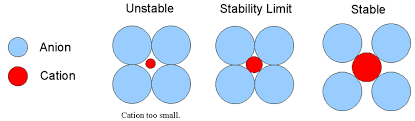 Unstable
Stability Limit
Stable
Anion
Cation
Cation too small.